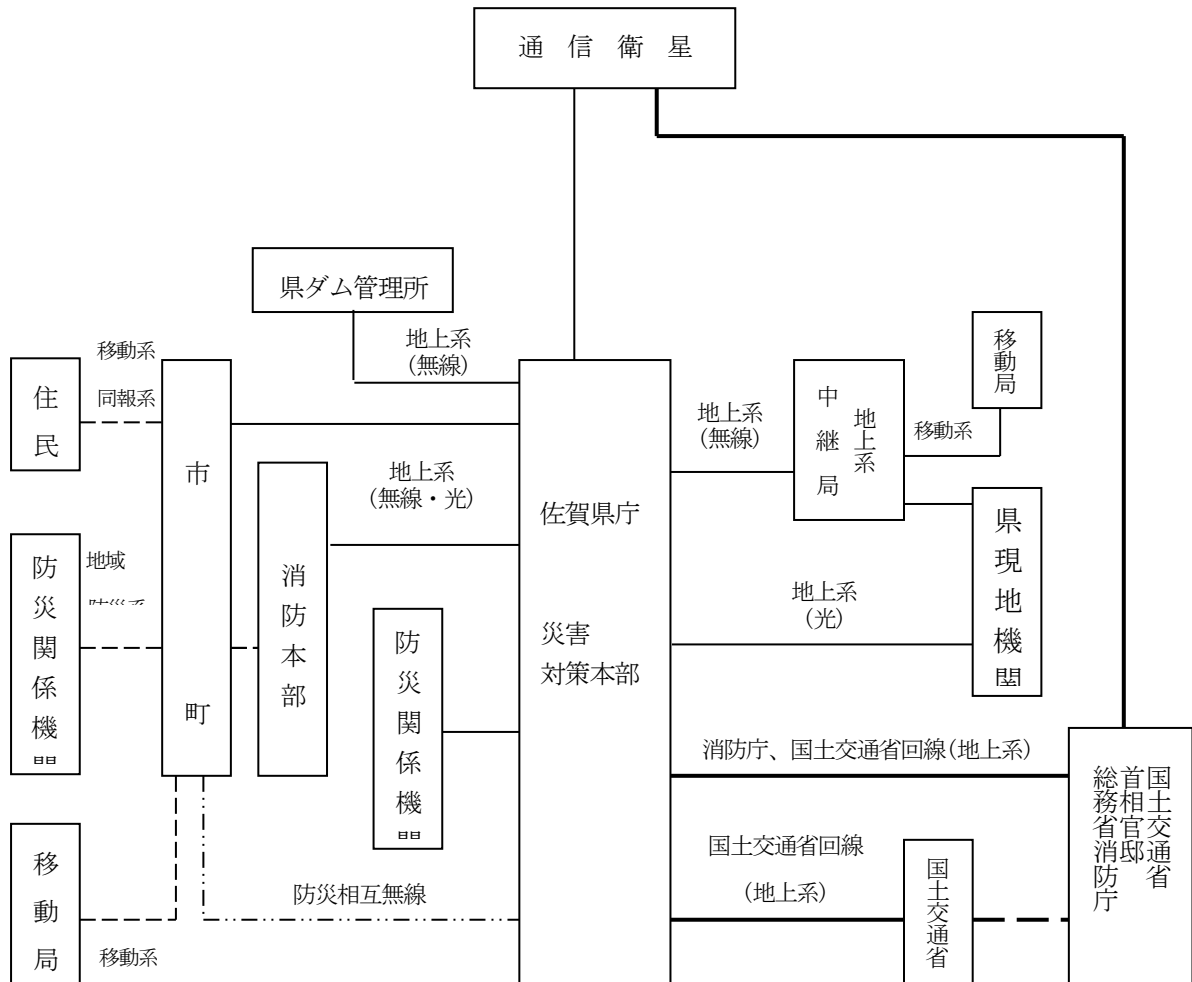 通信衛星
県ダム管理所
地上系
(無線)
移動系
同報系
住民
市町
地上系
(無線・光)
佐賀県庁
災害
対策本部
地上系
(無線)
中継局
地上系
移動系
移動局
県現地機関
地上系
(光)
防災関係機関
地域
防災系
消防本部
防災関係機関
消防庁、国土交通省回線(地上系)
国土交通省
首相官邸
総務省消防庁
国土交通省回線
(地上系)
国土交通省
防災相互無線
移動局
移動系